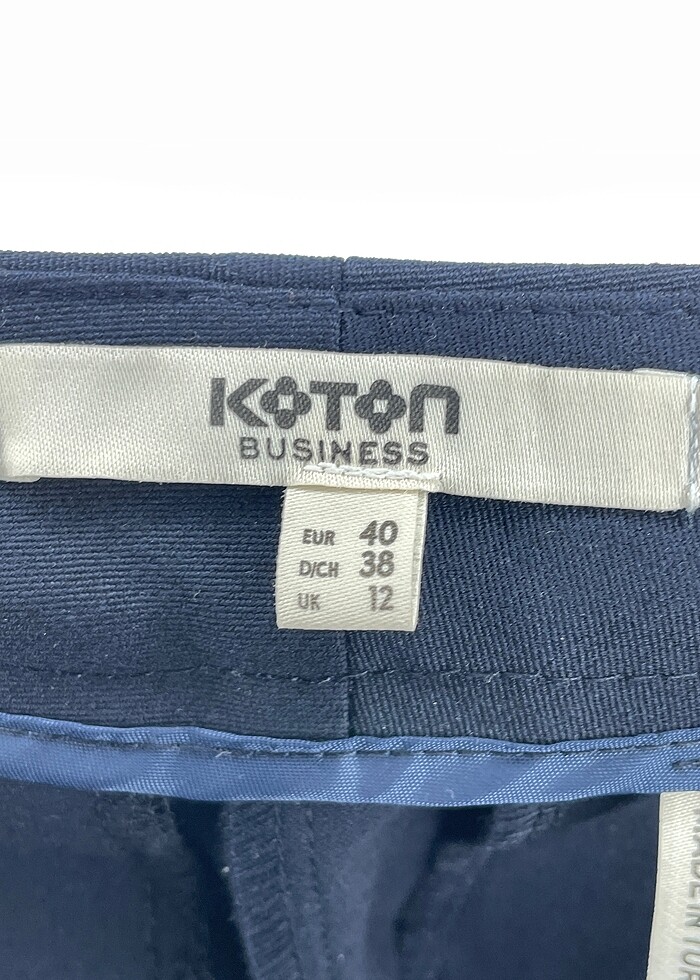 KOTON
BUSINESS
EUR 40
D/CH 38
UK 12